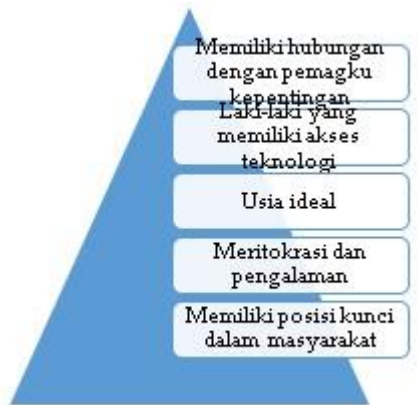 Memiliki hubungan
dengan pemagku
kepentingan
Laki-laki yang
memiliki akses
teknologi
Usia ideal
Meritokrasi dan
pengalaman
Memiliki posisi kunci
dalam masyarakat